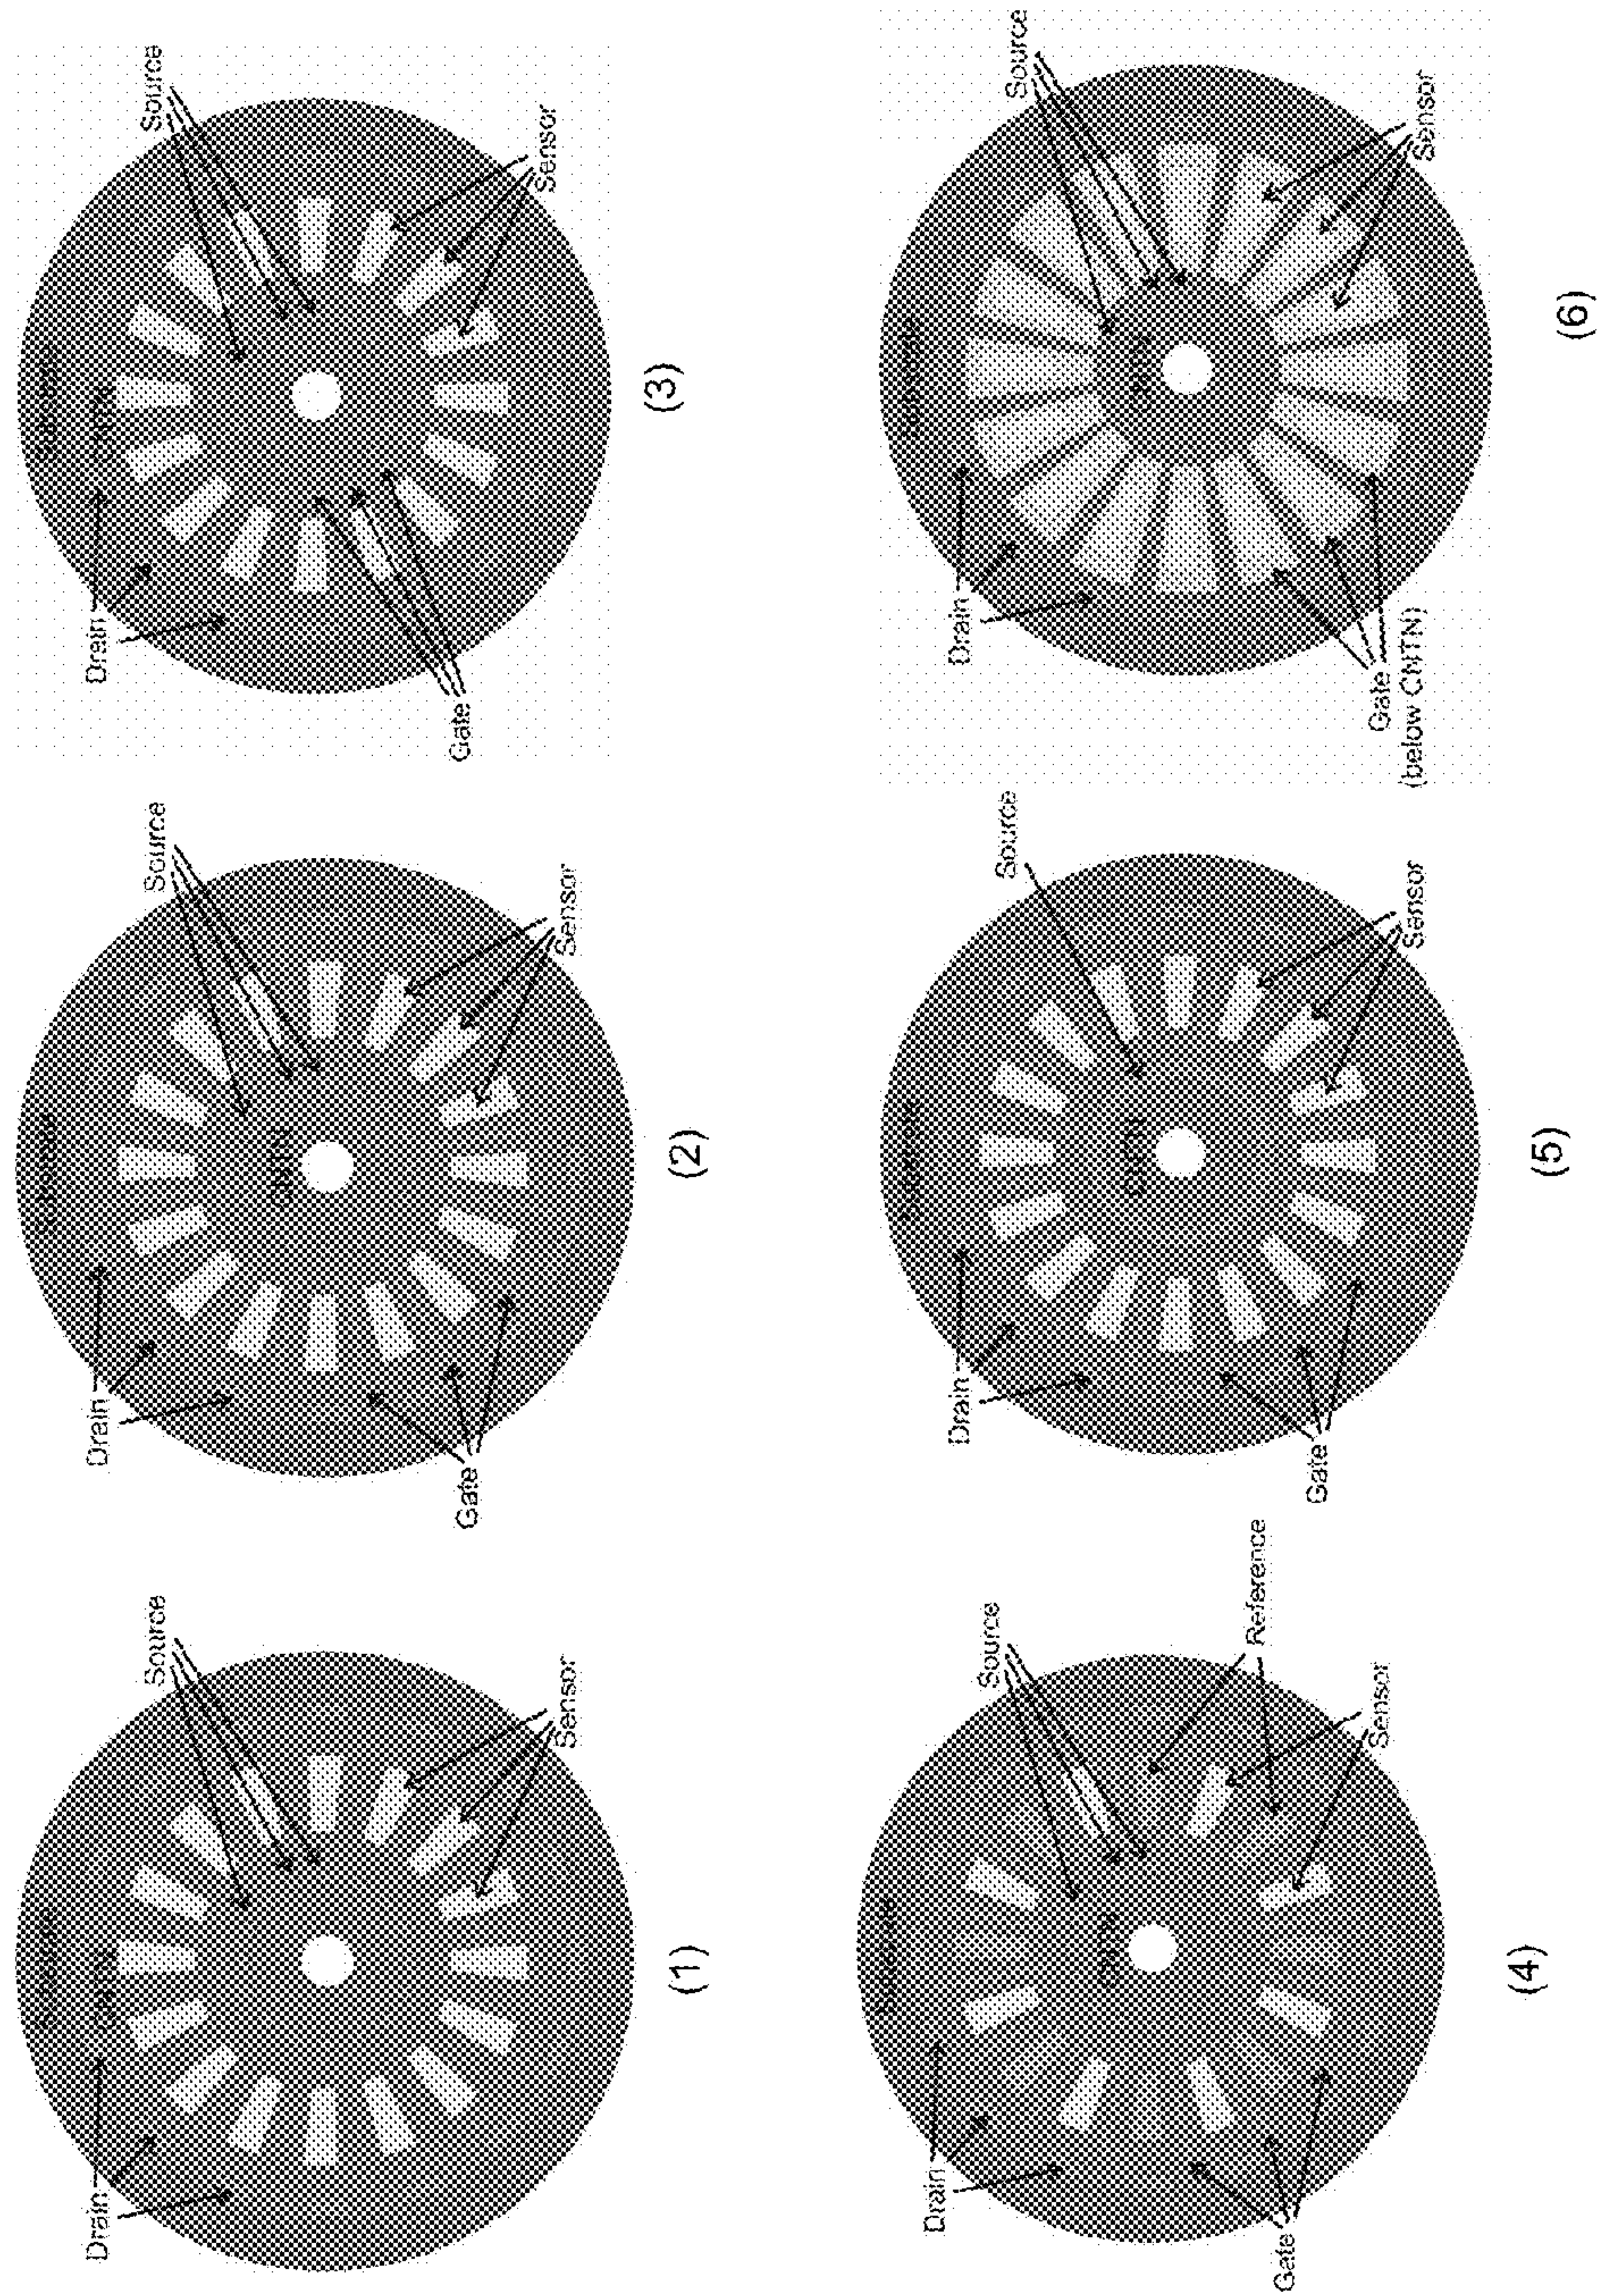 Drain
Source
Sensor
(1)
Drain
Source
CNTN
Gate
Sensor
(2)
Drain
Source
Gate
Sensor
(3)
Drain
Source
Reference
Gate
Sensor
(4)
Drain
Source
Gate
Sensor
(5)
Drain
Source
Gate
(below CNTN)
Sensor
(6)